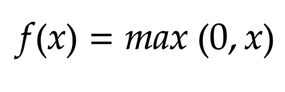 f(x) = max (0, x)